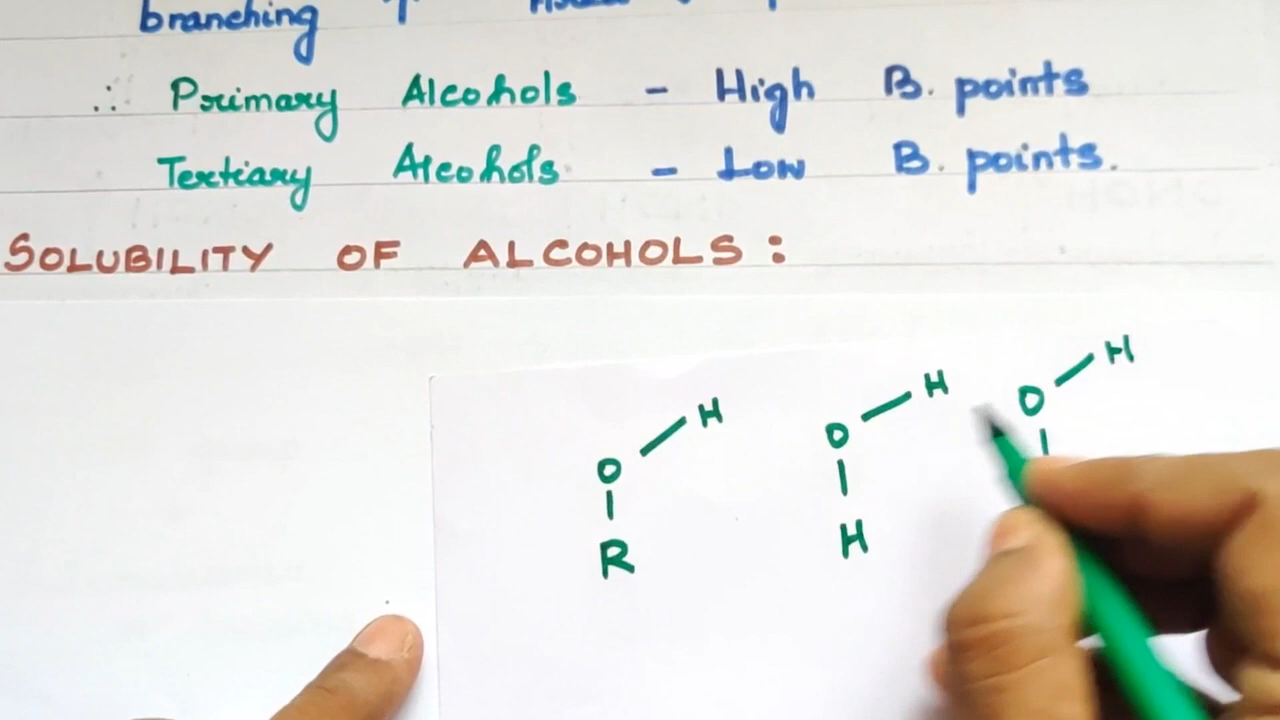 branching
∴ Primary Alcohols - High B. points
Tertiary Alcohols - Low B. points.
SOLUBILITY OF ALCOHOLS:
O - H O - H O - H
R H